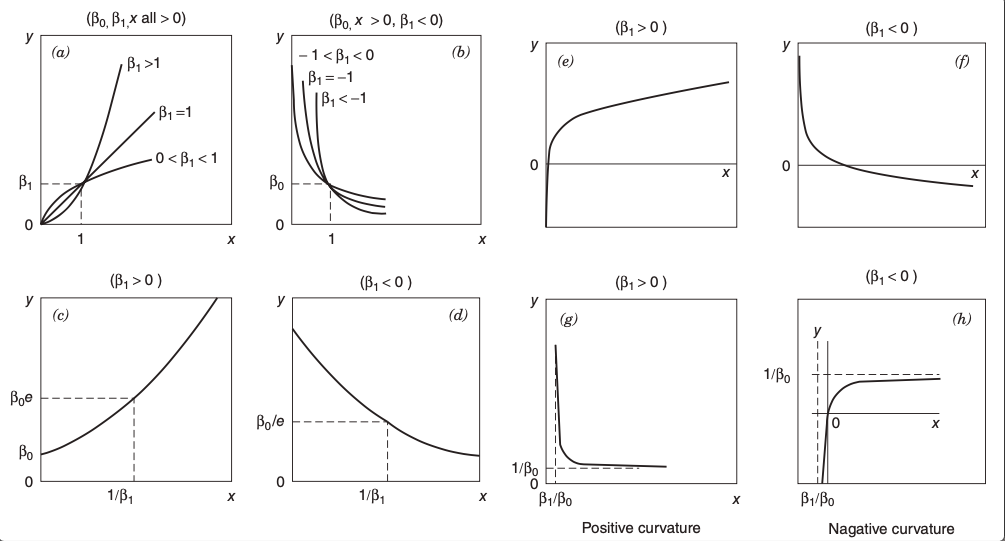 (β₀, β₁,x all > 0)
y
(a)
β₁ >1
β₁ =1
0 < β₁ < 1
β₁
0
1
x
(β₀, x > 0, β₁ < 0)
y
(b)
− 1 < β₁ < 0
β₁ = −1
β₁ < −1
β₀
0
1
x
(β₁ > 0 )
y
(e)
0
x
(β₁ < 0 )
y
(f)
0
x
(β₁ > 0 )
y
(c)
β₀e
β₀
0
1/β₁
x
(β₁ < 0 )
y
(d)
β₀/e
0
1/β₁
x
(β₁ > 0 )
y
(g)
1/β₀
0
β₁/β₀
x
Positive curvature
(β₁ < 0 )
(h)
y
1/β₀
0
x
β₁/β₀
Nagative curvature